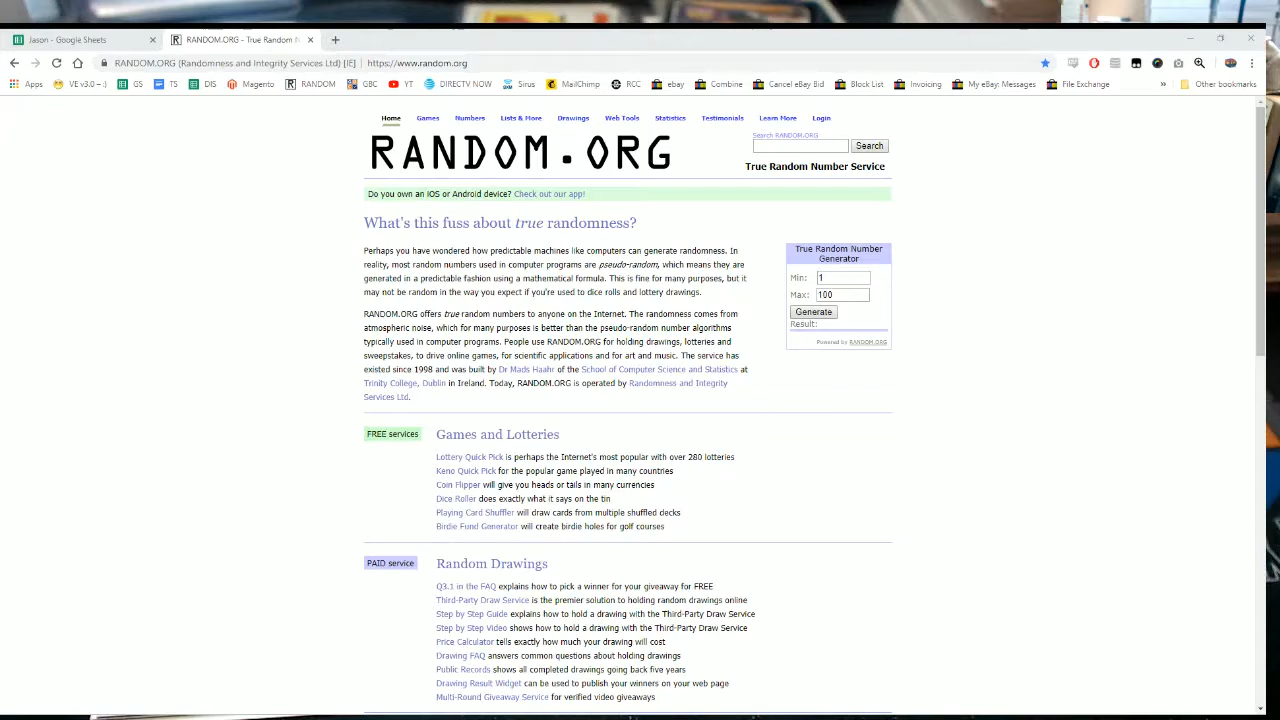 Jason - Google Sheets
RANDOM.ORG - True Random N
RANDOM.ORG (Randomness and Integrity Services Ltd) [IE] | https://www.random.org
Apps VE v3.0 --:) GS TS DIS Magento RANDOM GBC YT DIRECTV NOW Sirus MailChimp RCC ebay Combine Cancel eBay Bid Block List Invoicing My eBay: Messages File Exchange » Other bookmarks
Home Games Numbers Lists & More Drawings Web Tools Statistics Testimonials Learn More Login
RANDOM.ORG
Search RANDOM.ORG
Search
True Random Number Service
Do you own an iOS or Android device? Check out our app!
What's this fuss about true randomness?
Perhaps you have wondered how predictable machines like computers can generate randomness. In
reality, most random numbers used in computer programs are pseudo-random, which means they are
generated in a predictable fashion using a mathematical formula. This is fine for many purposes, but it
may not be random in the way you expect if you're used to dice rolls and lottery drawings.
RANDOM.ORG offers true random numbers to anyone on the Internet. The randomness comes from
atmospheric noise, which for many purposes is better than the pseudo-random number algorithms
typically used in computer programs. People use RANDOM.ORG for holding drawings, lotteries and
sweepstakes, to drive online games, for scientific applications and for art and music. The service has
existed since 1998 and was built by Dr Mads Haahr of the School of Computer Science and Statistics at
Trinity College, Dublin in Ireland. Today, RANDOM.ORG is operated by Randomness and Integrity
Services Ltd.
True Random Number
Generator
Min: 1
Max: 100
Generate
Result:
Powered by RANDOM.ORG
FREE services
Games and Lotteries
Lottery Quick Pick is perhaps the Internet's most popular with over 280 lotteries
Keno Quick Pick for the popular game played in many countries
Coin Flipper will give you heads or tails in many currencies
Dice Roller does exactly what it says on the tin
Playing Card Shuffler will draw cards from multiple shuffled decks
Birdie Fund Generator will create birdie holes for golf courses
PAID service
Random Drawings
Q3.1 in the FAQ explains how to pick a winner for your giveaway for FREE
Third-Party Draw Service is the premier solution to holding random drawings online
Step by Step Guide explains how to hold a drawing with the Third-Party Draw Service
Step by Step Video shows how to hold a drawing with the Third-Party Draw Service
Price Calculator tells exactly how much your drawing will cost
Drawing FAQ answers common questions about holding drawings
Public Records shows all completed drawings going back five years
Drawing Result Widget can be used to publish your winners on your web page
Multi-Round Giveaway Service for verified video giveaways